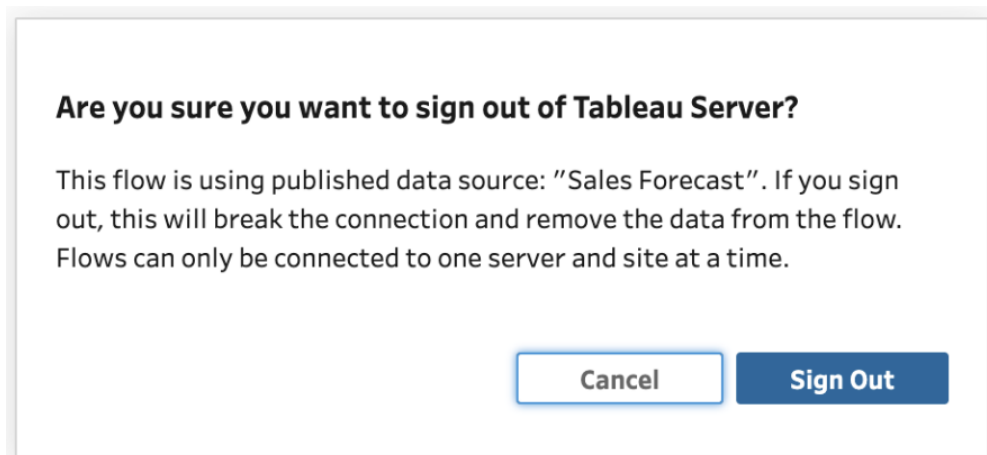 Are you sure you want to sign out of Tableau Server?
This flow is using published data source: "Sales Forecast". If you sign
out, this will break the connection and remove the data from the flow.
Flows can only be connected to one server and site at a time.
Cancel Sign Out